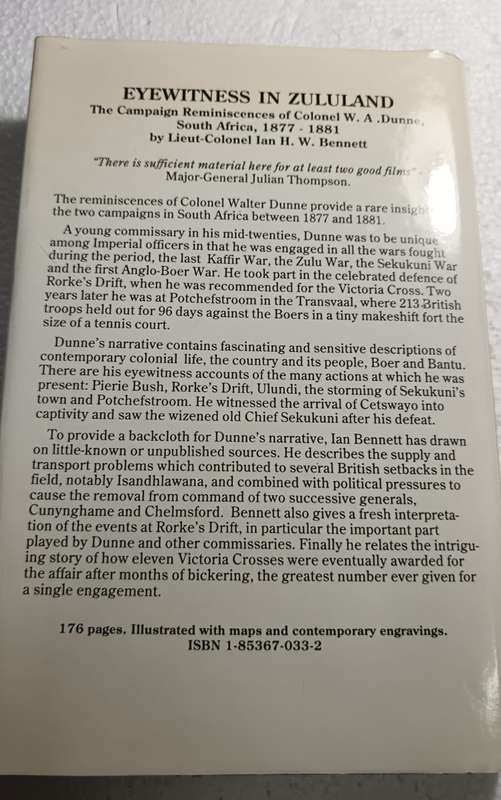 EYEWITNESS IN ZULULAND
The Campaign Reminiscences of Colonel W. A .Dunne,
South Africa, 1877 - 1881
by Lieut-Colonel Ian H. W. Bennett
"There is sufficient material here for at least two good films" -
Major-General Julian Thompson.
The reminiscences of Colonel Walter Dunne provide a rare insight
the two campaigns in South Africa between 1877 and 1881.
A young commissary in his mid-twenties, Dunne was to be unique
among Imperial officers in that he was engaged in all the wars fought
during the period, the last Kaffir War, the Zulu War, the Sekukuni War
and the first Anglo-Boer War. He took part in the celebrated defence of
Rorke's Drift, when he was recommended for the Victoria Cross. Two
years later he was at Potchefstroom in the Transvaal, where 213 British
troops held out for 96 days against the Boers in a tiny makeshift fort the
size of a tennis court.
Dunne's narrative contains fascinating and sensitive descriptions of
contemporary colonial life, the country and its people, Boer and Bantu.
There are his eyewitness accounts of the many actions at which he was
present: Pierie Bush, Rorke's Drift, Ulundi, the storming of Sekukuni's
town and Potchefstroom. He witnessed the arrival of Cetswayo into
captivity and saw the wizened old Chief Sekukuni after his defeat.
To provide a backcloth for Dunne's narrative, Ian Bennett has drawn
on little-known or unpublished sources. He describes the supply and
transport problems which contributed to several British setbacks in the
field, notably Isandhlawana, and combined with political pressures to
cause the removal from command of two successive generals,
Cunynghame and Chelmsford. Bennett also gives a fresh interpreta-
tion of the events at Rorke's Drift, in particular the important part
played by Dunne and other commissaries. Finally he relates the intrigu-
ing story of how eleven Victoria Crosses were eventually awarded for
the affair after months of bickering, the greatest number ever given for
a single engagement.
176 pages. Illustrated with maps and contemporary engravings.
ISBN 1-85367-033-2